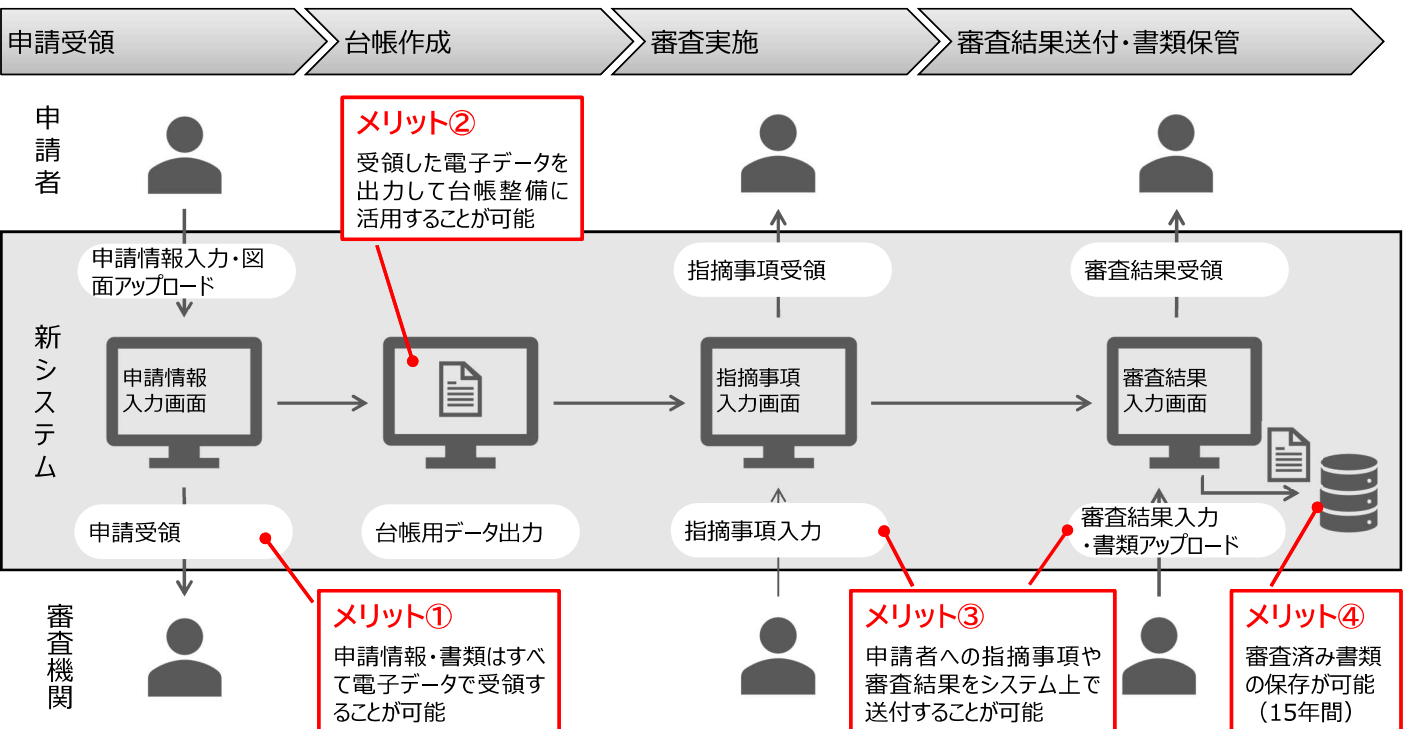 申請受領
台帳作成
審査実施
審査結果送付・書類保管
申請者
メリット②
受領した電子データを
出力して台帳整備に
活用することが可能
申請情報入力・図
面アップロード
指摘事項受領
審査結果受領
新システム
申請情報
入力画面
指摘事項
入力画面
審査結果
入力画面
申請受領
台帳用データ出力
指摘事項入力
審査結果入力
・書類アップロード
審査機関
メリット①
申請情報・書類はすべ
て電子データで受領す
ることが可能
メリット③
申請者への指摘事項や
審査結果をシステム上で
送付することが可能
メリット④
審査済み書類
の保存が可能
(15年間)